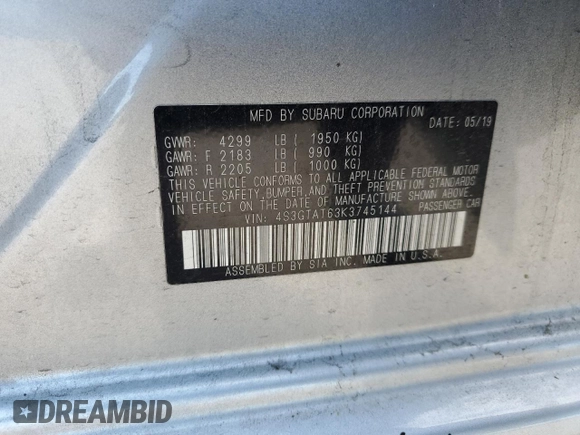 MFD BY SUBARU CORPORATION
DATE: 05/19
GVWR: 4299 LB ( 1950 KG)
GAWR: F 2183 LB ( 990 KG)
GAWR: R 2205 LB ( 1000 KG)
THIS VEHICLE CONFORMS TO ALL APPLICABLE FEDERAL MOTOR
VEHICLE SAFETY,BUMPER,AND THEFT PREVENTION STANDARDS
IN EFFECT ON THE DATE OF MANUFACTURE SHOWN ABOVE.
VIN: 4S3GTAT63K3745144 PASSENGER CAR
ASSEMBLED BY SIA INC. MADE IN U.S.A.
DREAMBID